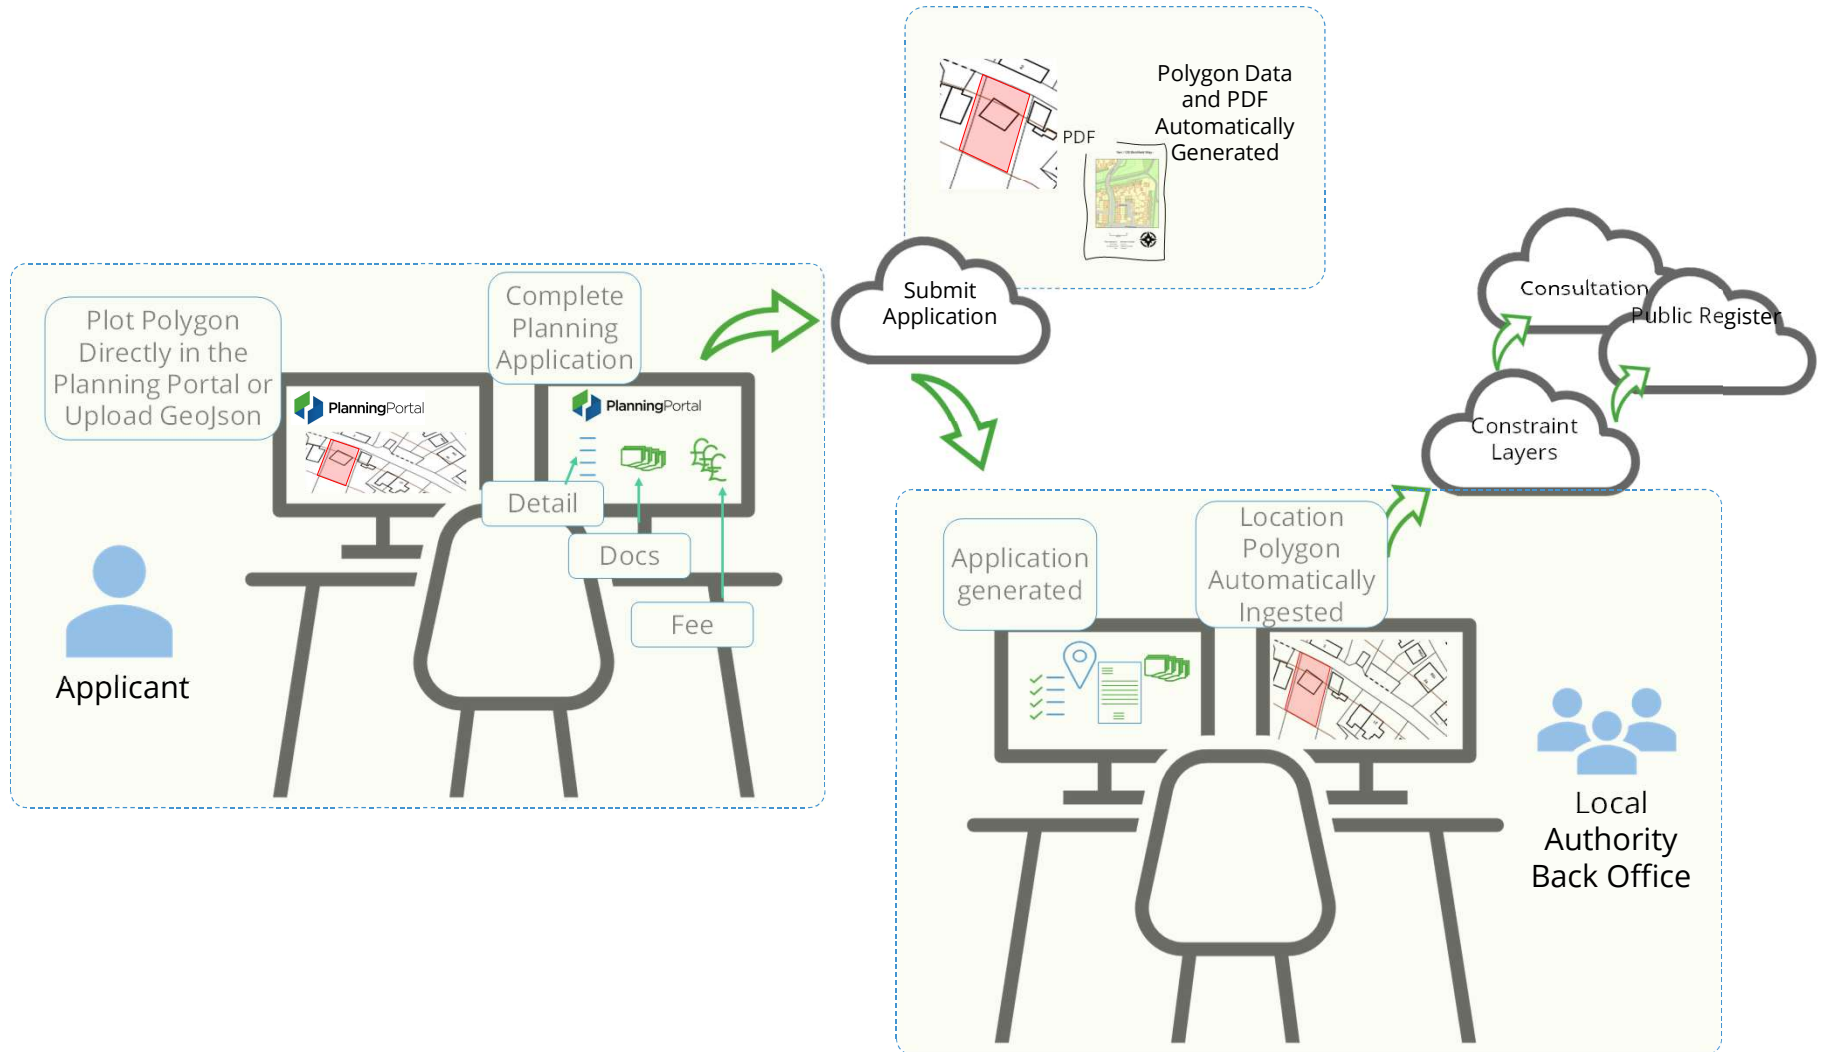 Polygon Data
and PDF
Automatically
Generated
PDF
Submit
Application
Plot Polygon
Directly in the
Planning Portal or
Upload GeoJson
Complete
Planning
Application
PlanningPortal
PlanningPortal
Detail
Docs
Fee
Applicant
Consultation
Public Register
Constraint
Layers
Application
generated
Location
Polygon
Automatically
Ingested
Local
Authority
Back Office